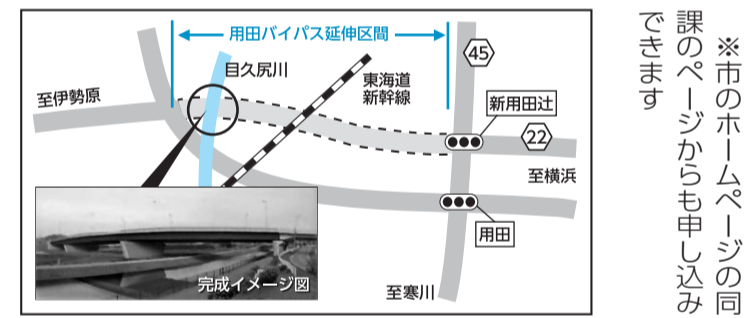 ※市のホームページの同
課のページからも申し込み
できます
用田バイパス延伸区間
目久尻川
東海道
新幹線
45
至伊勢原
新用田辻
22
至横浜
用田
完成イメージ図
至寒川